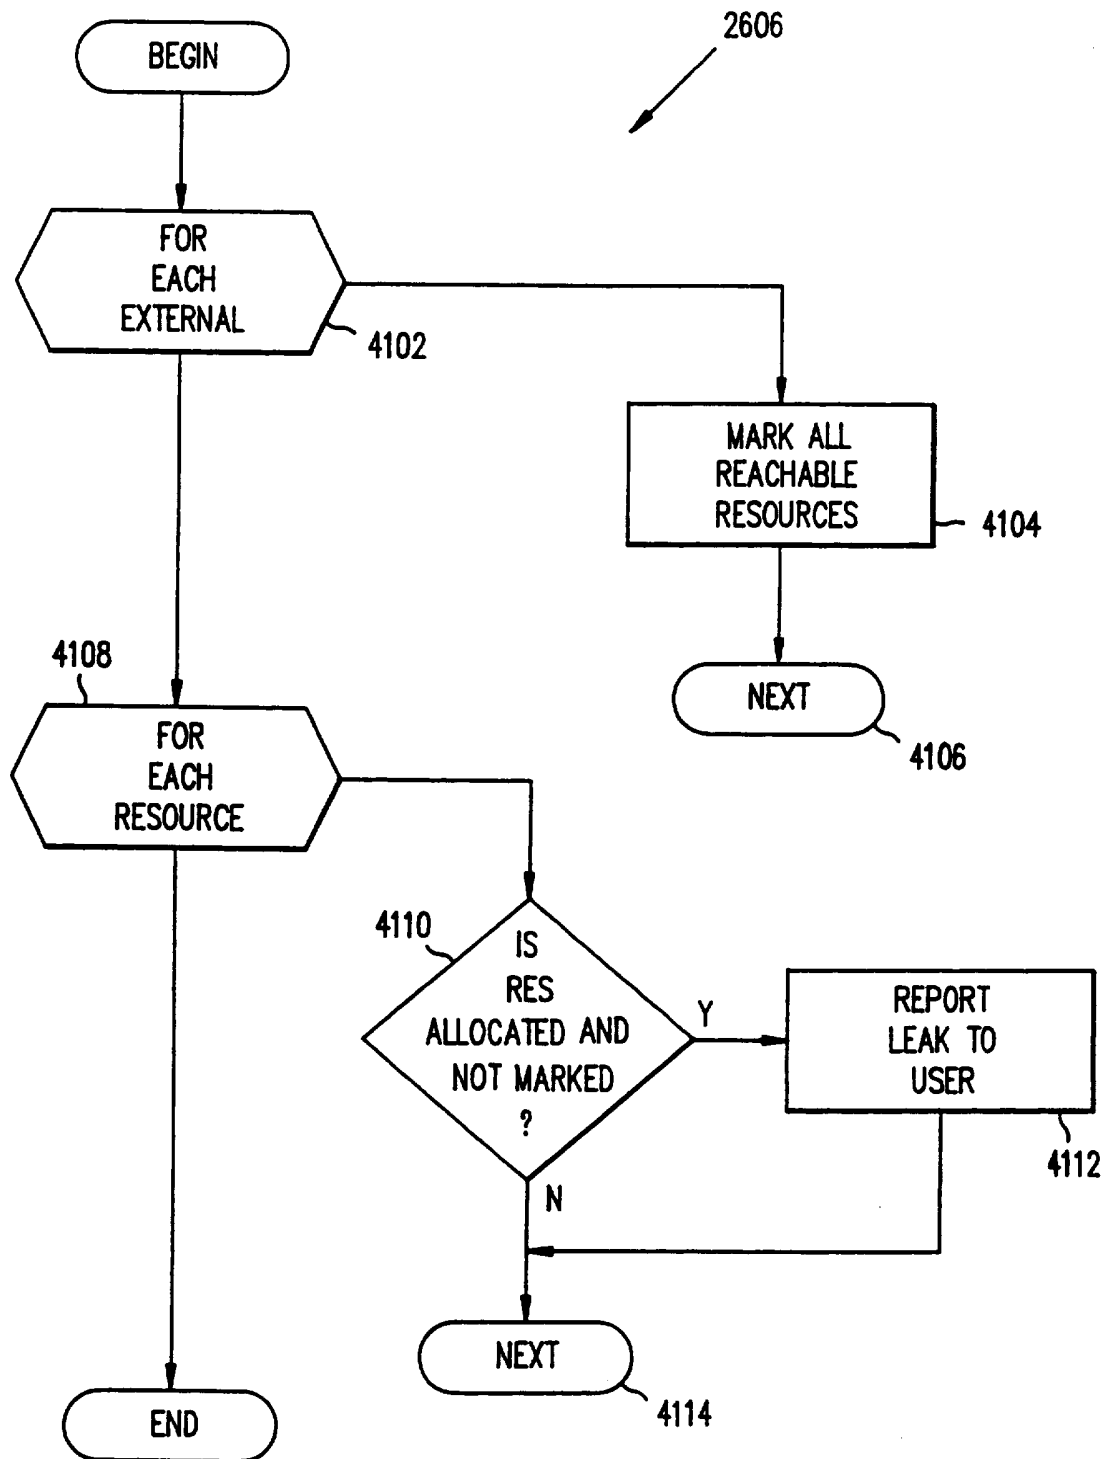 2606
BEGIN
FOR
EACH
EXTERNAL
4102
MARK ALL
REACHABLE
RESOURCES
4104
NEXT
4106
4108
FOR
EACH
RESOURCE
4110
IS
RES
ALLOCATED AND
NOT MARKED
?
Y
N
REPORT
LEAK TO
USER
4112
NEXT
4114
END